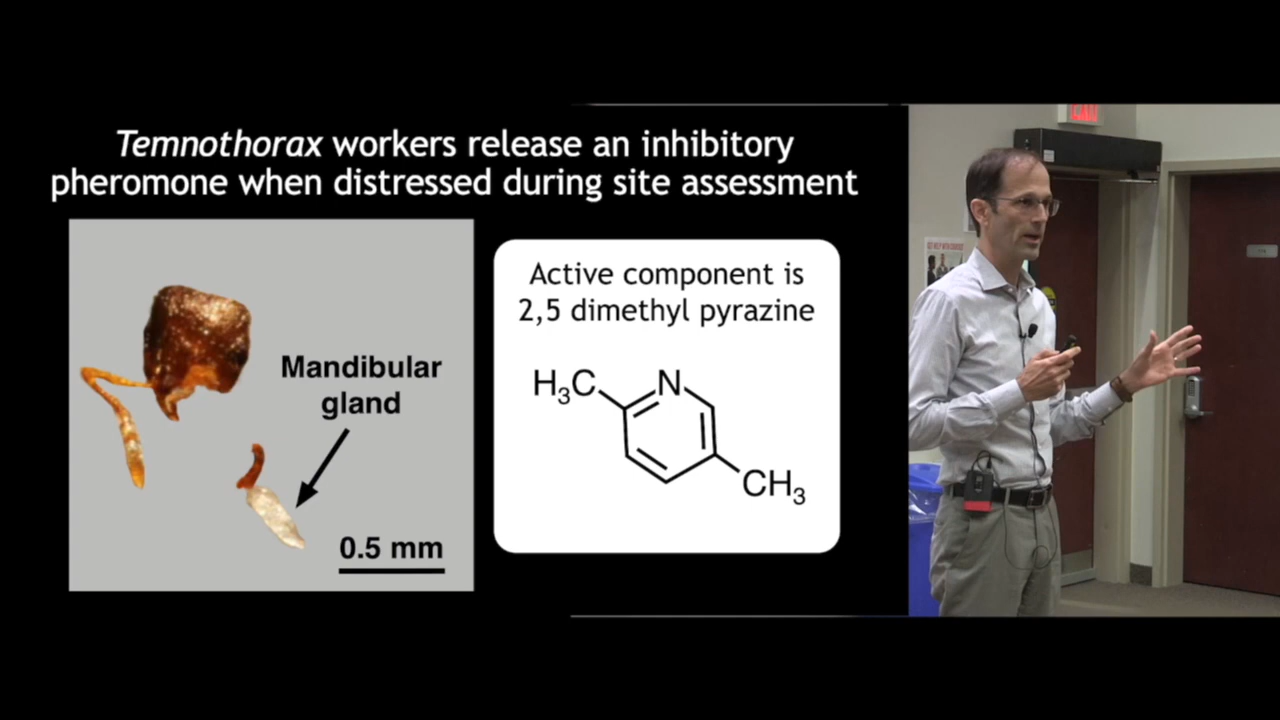 Temnothorax workers release an inhibitory
pheromone when distressed during site assessment
Mandibular
gland
0.5 mm
Active component is
2,5 dimethyl pyrazine
H₃C
N
CH₃
EXIT